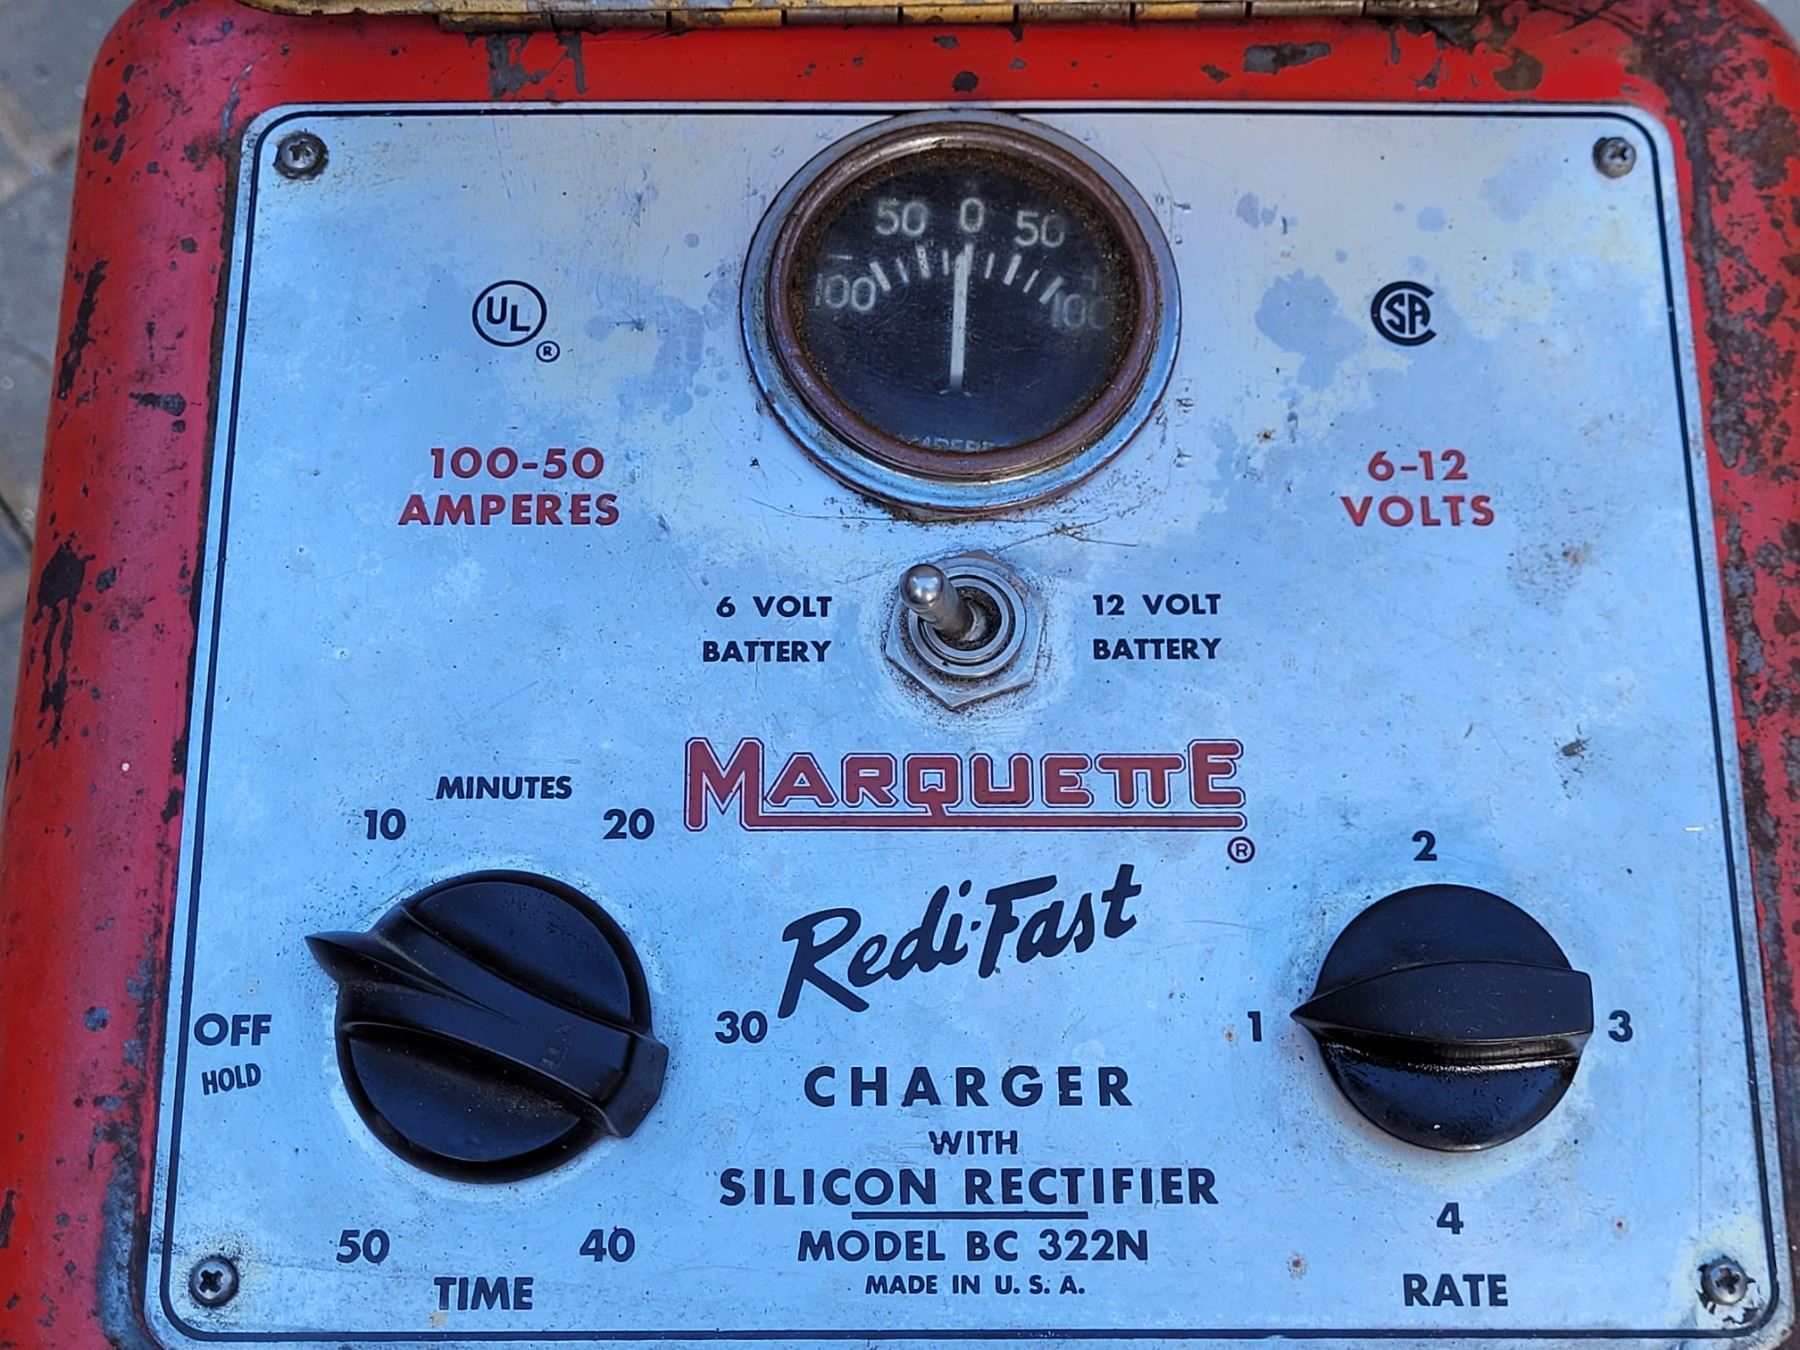 50 0 50
100 100
UL
®
CSA
100-50
AMPERES
6-12
VOLTS
6 VOLT
BATTERY
12 VOLT
BATTERY
MARQUETTE
®
MINUTES
10 20
30
40
50
OFF
HOLD
TIME
Redi-Fast
CHARGER
WITH
SILICON RECTIFIER
MODEL BC 322N
MADE IN U. S. A.
2
1 3
4
RATE